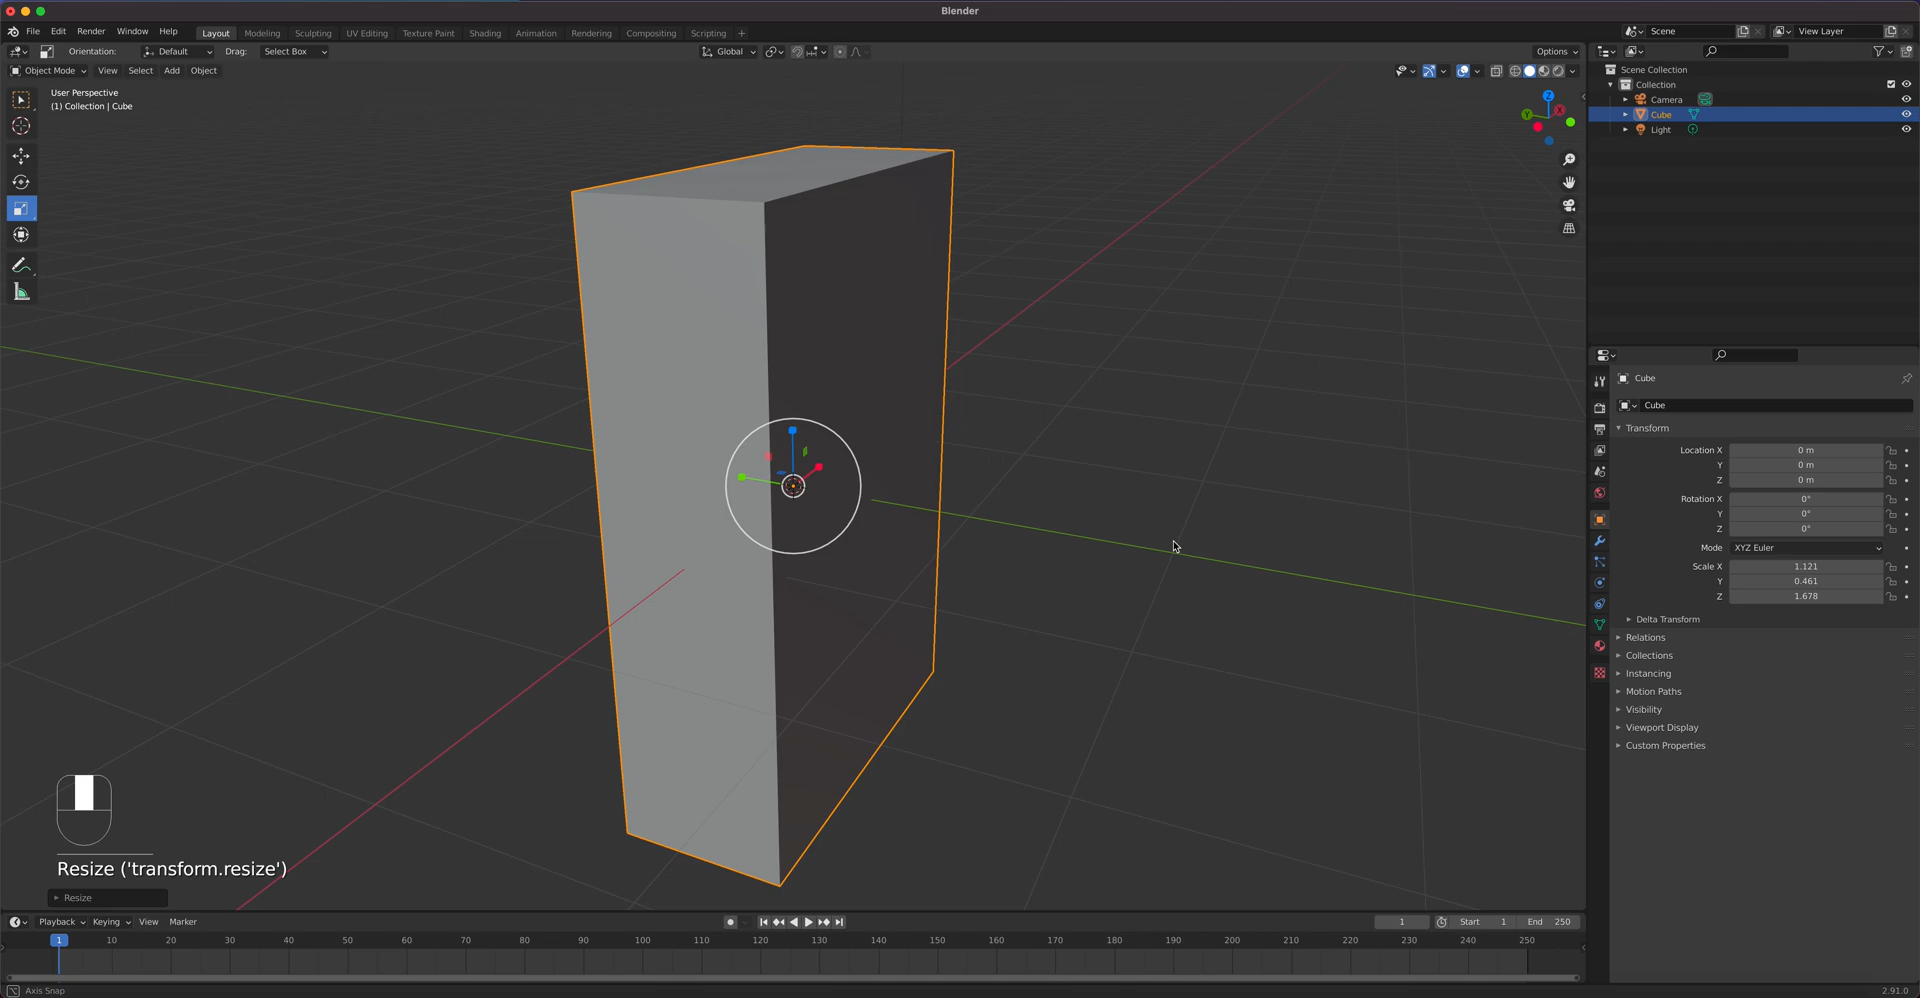 Blender
File Edit Render Window Help Layout Modeling Sculpting UV Editing Texture Paint Shading Animation Rendering Compositing Scripting + Scene View Layer
Orientation: Default Drag: Select Box Global Options
Object Mode View Select Add Object
User Perspective
(1) Collection | Cube
Z
X
Y
Scene Collection
Collection
Camera
Cube
Light
Cube
Cube
Transform
Location X 0 m
Y 0 m
Z 0 m
Rotation X 0°
Y 0°
Z 0°
Mode XYZ Euler
Scale X 1.121
Y 0.461
Z 1.678
Delta Transform
Relations
Collections
Instancing
Motion Paths
Visibility
Viewport Display
Custom Properties
Resize ('transform.resize')
Resize
Playback Keying View Marker 1 Start 1 End 250
1 10 20 30 40 50 60 70 80 90 100 110 120 130 140 150 160 170 180 190 200 210 220 230 240 250
Axis Snap 2.91.0